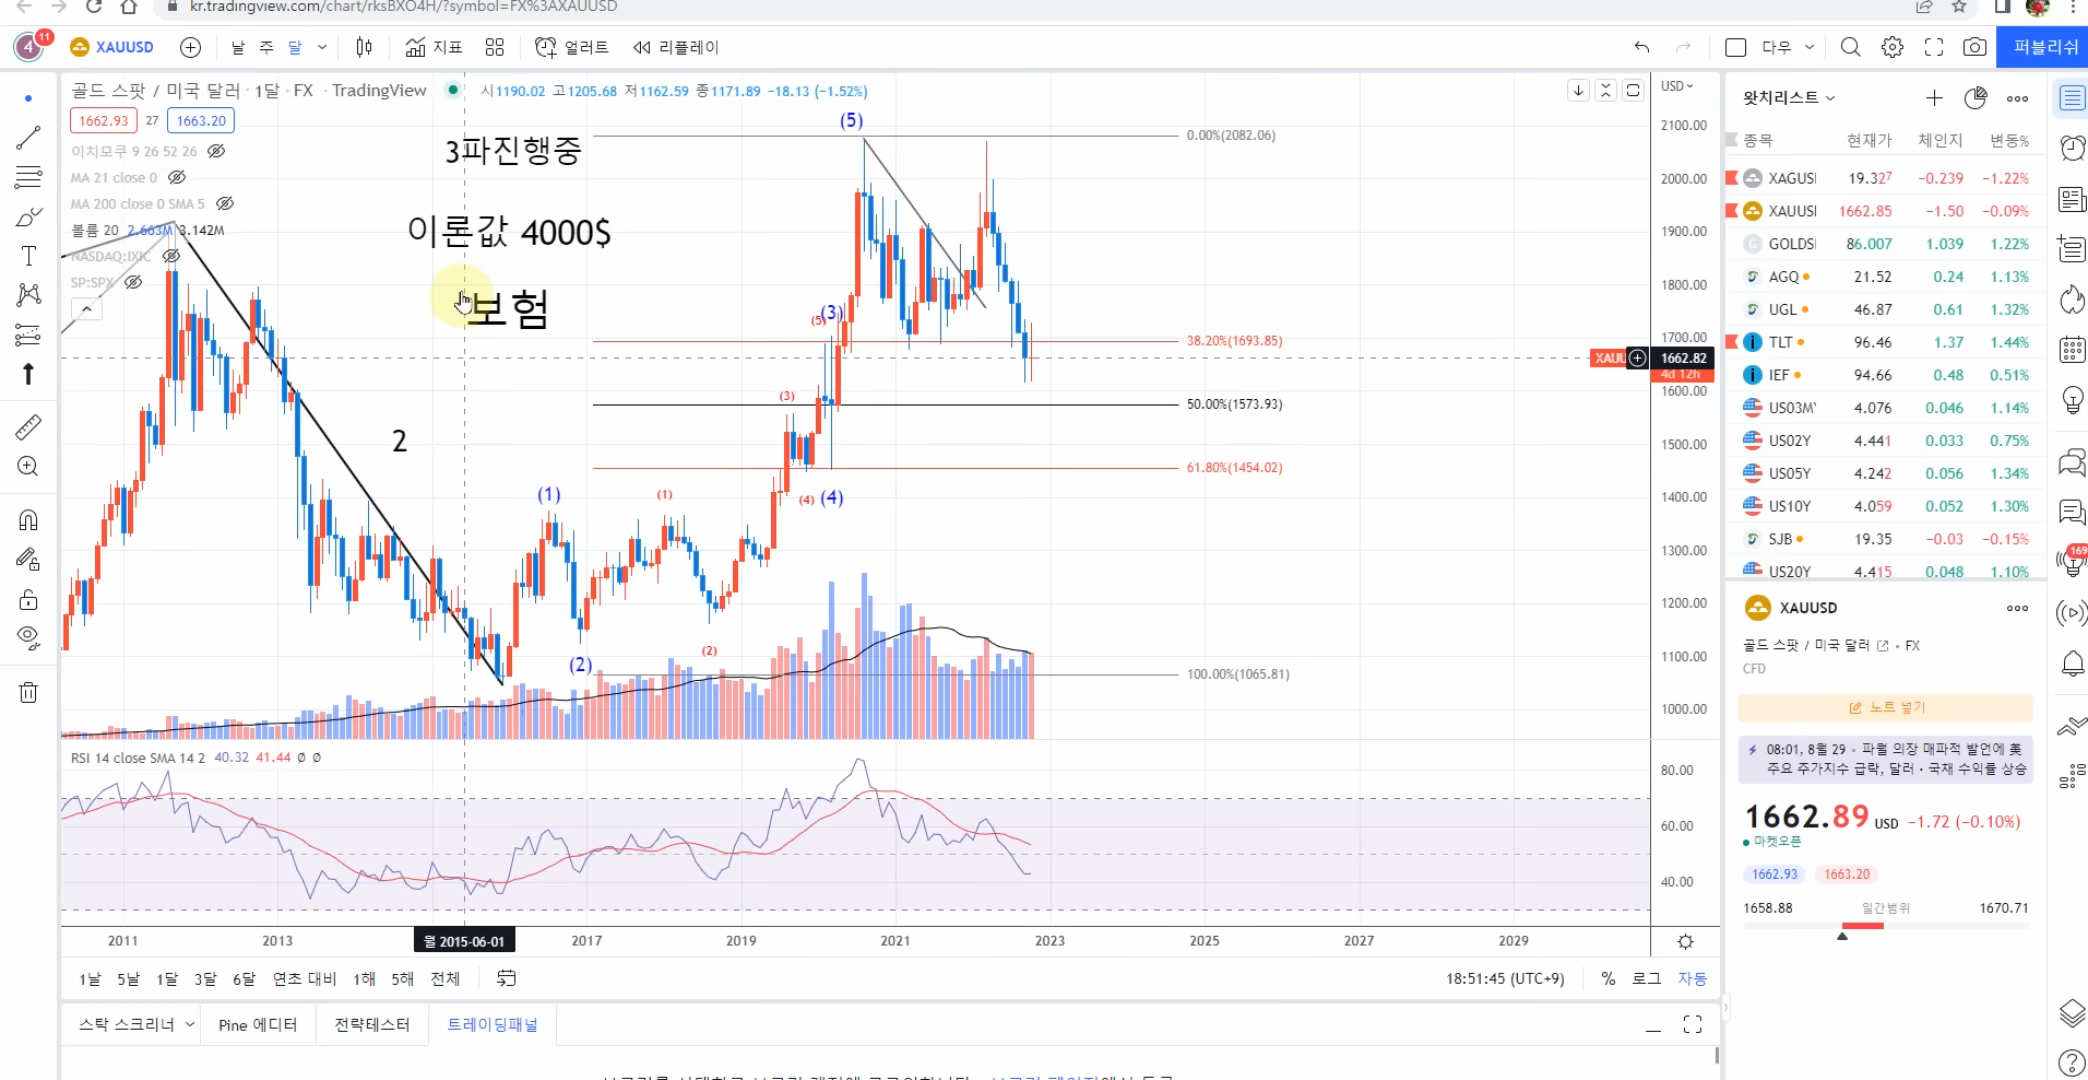 kr.tradingview.com/chart/rksBXO4H/?symbol=FX%3AXAUUSD
4 11 XAUUSD 날 주 달 지표 얼러트 리플레이 다우 퍼블리쉬
골드 스팟 / 미국 달러 · 1달 · FX · TradingView 시1190.02 고1205.68 저1162.59 종1171.89 −18.13 (−1.52%)
1662.93 27 1663.20
이치모쿠 9 26 52 26
MA 21 close 0
MA 200 close 0 SMA 5
볼륨 20 2.663M 3.142M
NASDAQ:IXIC
SP:SPX
3파진행중
이론값 4000$
보험
2
(1)
(2)
(1)
(2)
(3)
(4)
(5)
(3)
(4)
(5)
0.00%(2082.06)
38.20%(1693.85)
50.00%(1573.93)
61.80%(1454.02)
100.00%(1065.81)
USD
2100.00
2000.00
1900.00
1800.00
1700.00
XAUU 1662.82
4d 12h
1600.00
1500.00
1400.00
1300.00
1200.00
1100.00
1000.00
RSI 14 close SMA 14 2 40.32 41.44 Ø Ø
80.00
60.00
40.00
2011 2013 월 2015-06-01 2017 2019 2021 2023 2025 2027 2029
1날 5날 1달 3달 6달 연초 대비 1해 5해 전체 18:51:45 (UTC+9) % 로그 자동
스탁 스크리너 Pine 에디터 전략테스터 트레이딩패널
왓치리스트
종목 현재가 체인지 변동%
XAGUS 19.327 −0.239 −1.22%
XAUUS 1662.85 −1.50 −0.09%
GOLDS 86.007 1.039 1.22%
AGQ 21.52 0.24 1.13%
UGL 46.87 0.61 1.32%
TLT 96.46 1.37 1.44%
IEF 94.66 0.48 0.51%
US03M 4.076 0.046 1.14%
US02Y 4.441 0.033 0.75%
US05Y 4.242 0.056 1.34%
US10Y 4.059 0.052 1.30%
SJB 19.35 −0.03 −0.15%
US20Y 4.415 0.048 1.10%
169
XAUUSD
골드 스팟 / 미국 달러 · FX
CFD
노트 넣기
08:01, 8월 29 · 파월 의장 매파적 발언에 美
주요 주가지수 급락, 달러·국채 수익률 상승
1662.89 USD −1.72 (−0.10%)
마켓오픈
1662.93 1663.20
1658.88 일간범위 1670.71